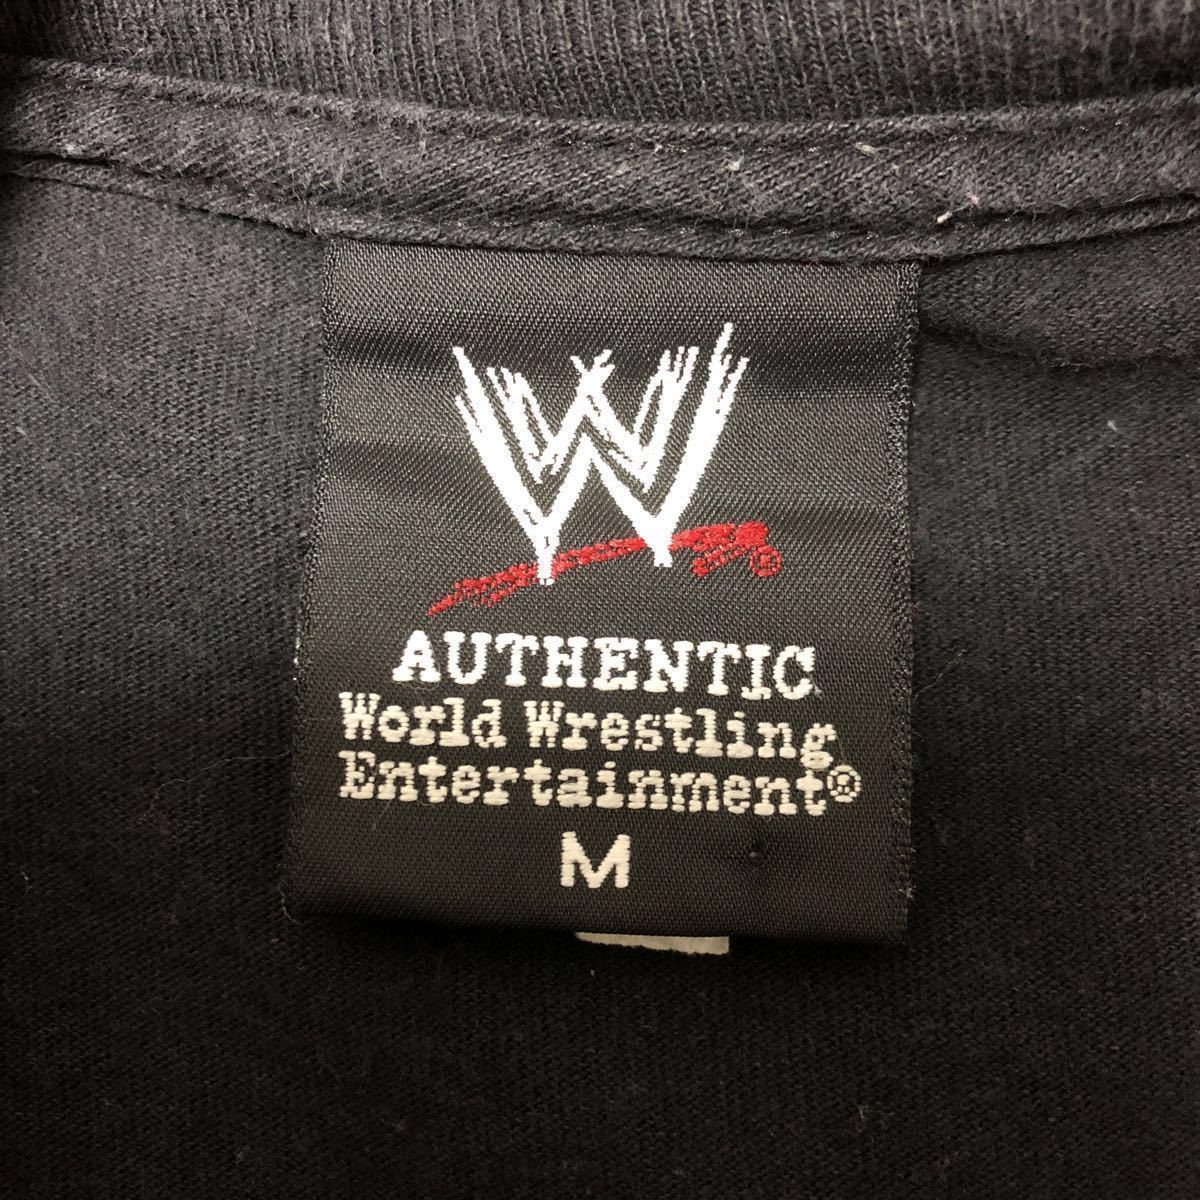 W
AUTHENTIC
World Wrestling
Entertainment®
M